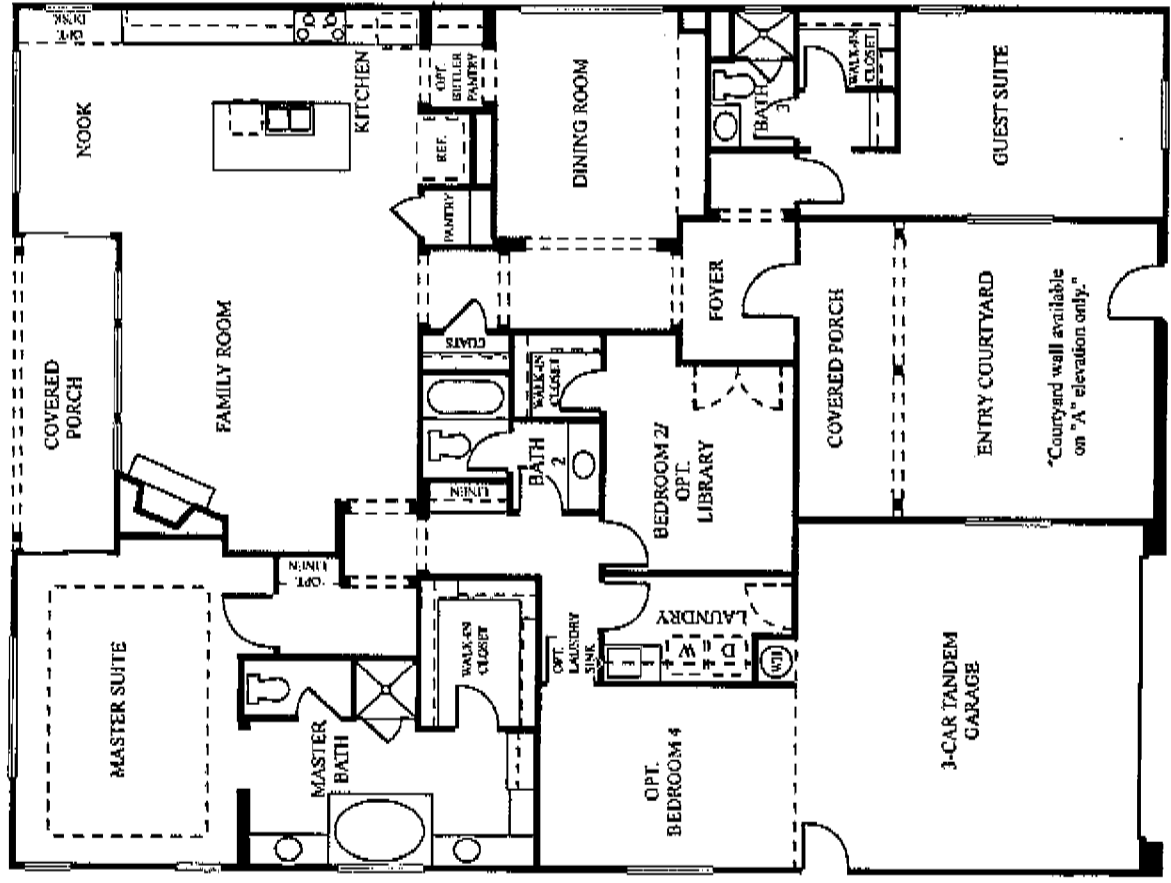 OPT.
DESK
NOOK
KITCHEN
OPT.
BUTLER
PANTRY
REF.
PANTRY
DINING ROOM
BATH
3
WALK-IN
CLOSET
GUEST SUITE
COVERED
PORCH
FAMILY ROOM
COATS
FOYER
COVERED PORCH
ENTRY COURTYARD
"Courtyard wall available
on "A" elevation only."
WALK-IN
CLOSET
BATH
2
LINEN
BEDROOM 2/
OPT.
LIBRARY
MASTER SUITE
OPT.
LINEN
MASTER
BATH
WALK-IN
CLOSET
OPT.
LAUNDRY
SINK
LAUNDRY
W
D
WH
OPT.
BEDROOM 4
3-CAR TANDEM
GARAGE